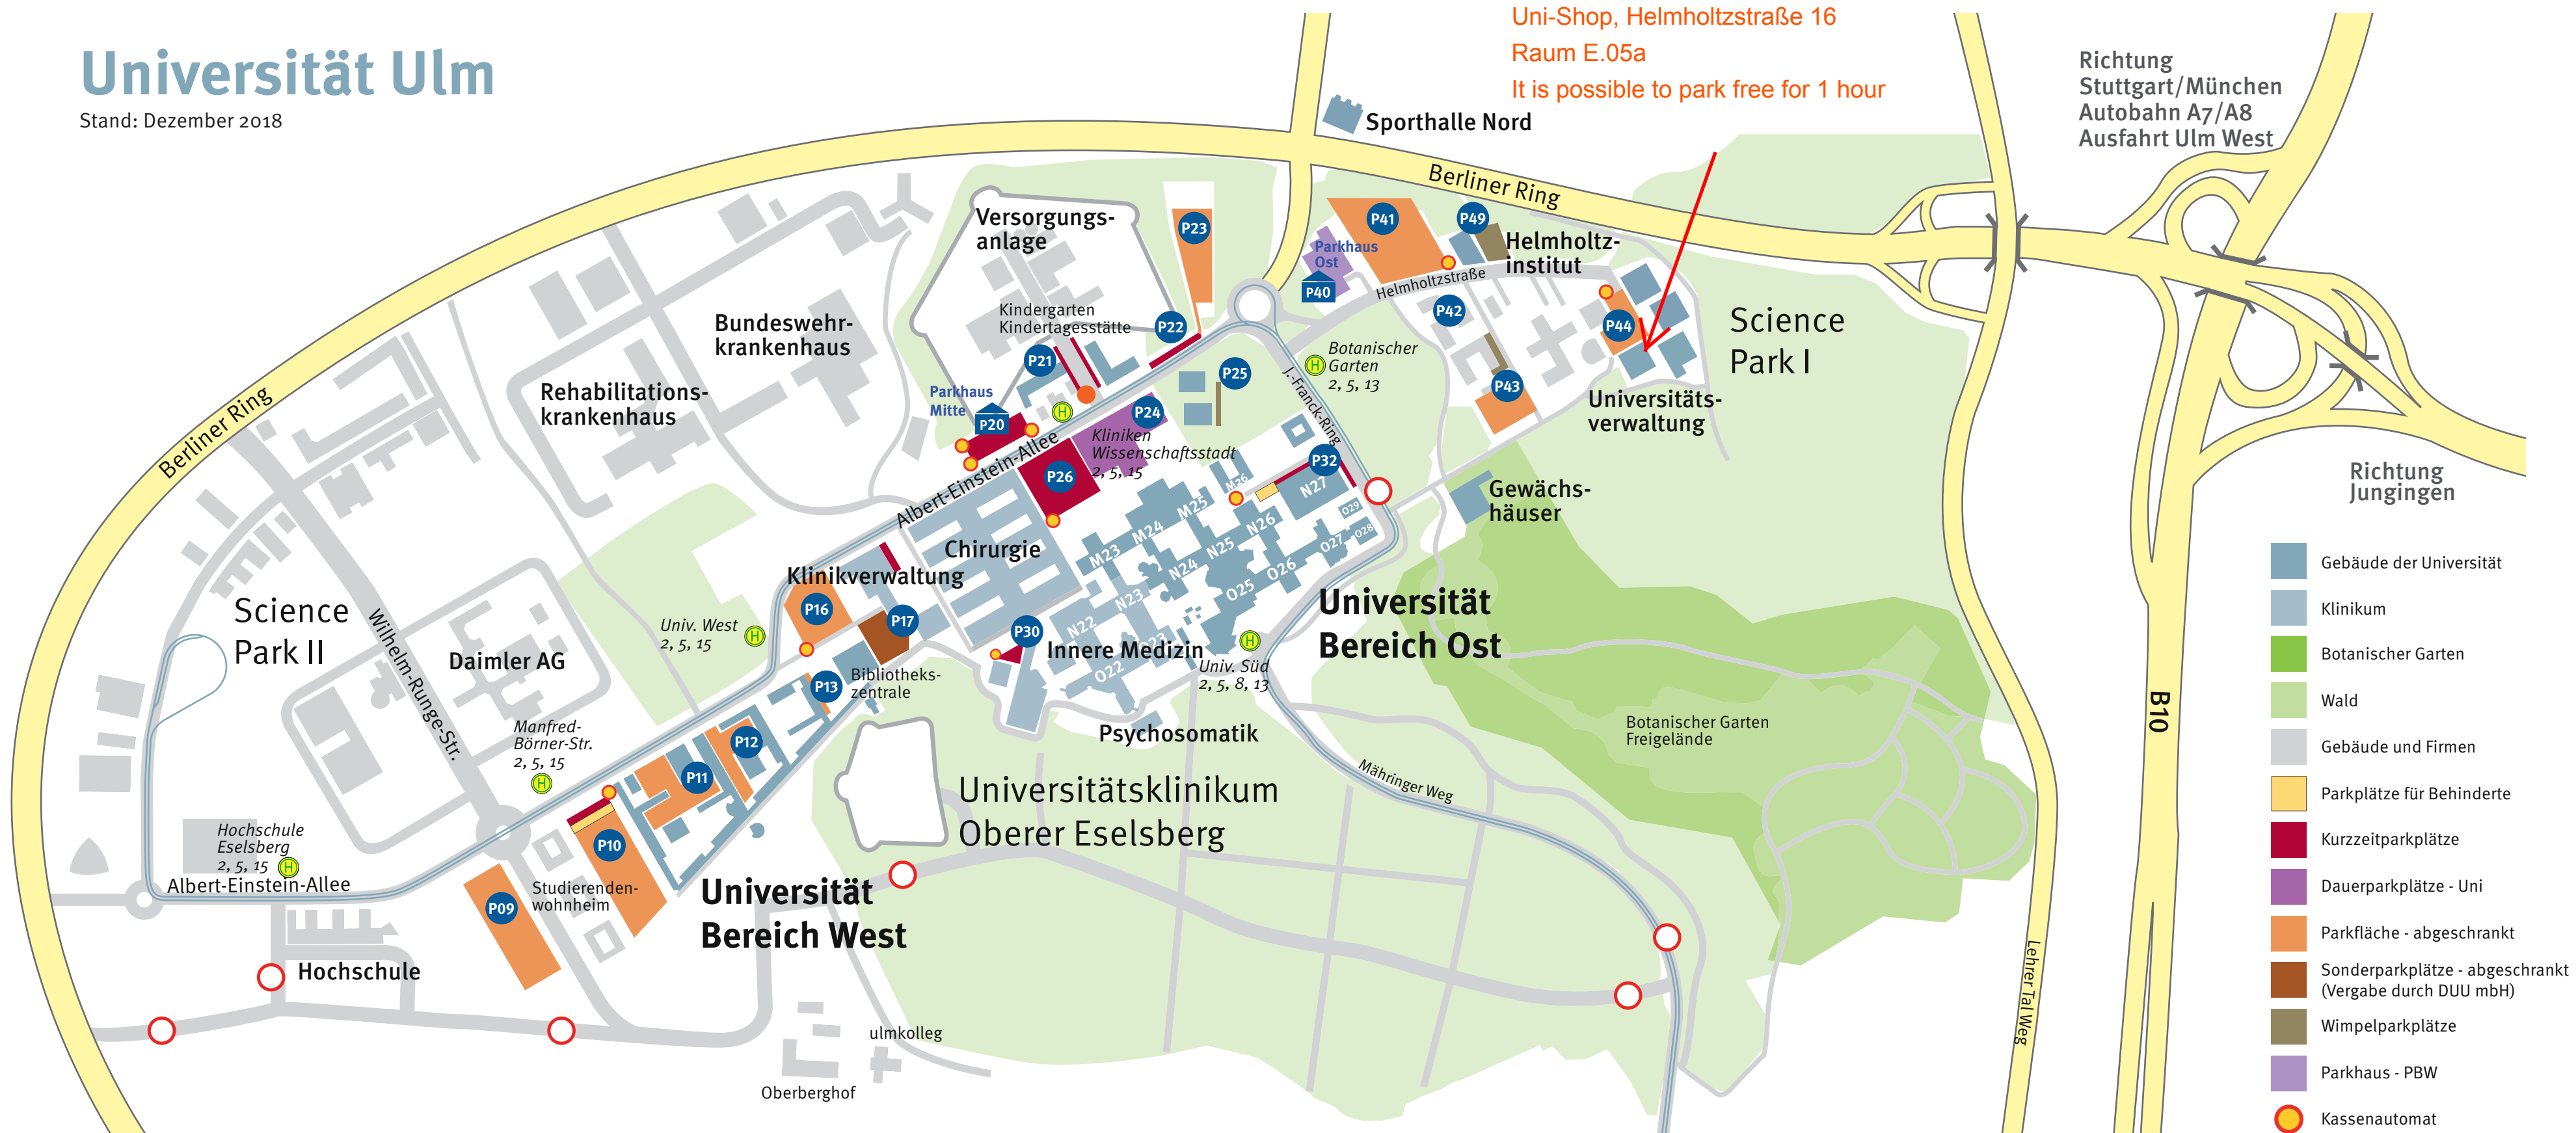 Universität Ulm
Stand: Dezember 2018
Uni-Shop, Helmholtzstraße 16
Raum E.05a
It is possible to park free for 1 hour
Richtung
Stuttgart/München
Autobahn A7/A8
Ausfahrt Ulm West
Sporthalle Nord
Berliner Ring
Versorgungs-
anlage
P23
P41
P49
Parkhaus
Ost
P40
Helmholtz-
institut
Helmholtzstraße
P42
P44
Science
Park I
P43
Universitäts-
verwaltung
Kindergarten
Kindertagesstätte
P22
P21
P25
Botanischer
Garten
2, 5, 13
J.-Franck-Ring
Bundeswehr-
krankenhaus
Rehabilitations-
krankenhaus
Parkhaus
Mitte
P20
H
H
P24
Kliniken
Wissenschaftsstadt
2, 5, 15
P26
Albert-Einstein-Allee
Berliner Ring
P32
M26
N27
O29
O28
O27
M25
M24
M23
N26
N25
N24
N23
N22
O26
O25
O23
O22
Gewächs-
häuser
Chirurgie
Klinikverwaltung
P16
P17
P30
Innere Medizin
Univ. Süd
2, 5, 8, 13
H
Universität
Bereich Ost
Univ. West
2, 5, 15
H
Science
Park II
Wilhelm-Runge-Str.
Daimler AG
P13
Bibliotheks-
zentrale
Psychosomatik
Manfred-
Börner-Str.
2, 5, 15
H
P12
P11
P10
Universitätsklinikum
Oberer Eselsberg
Mähringer Weg
Botanischer Garten
Freigelände
Hochschule
Eselsberg
2, 5, 15
H
Albert-Einstein-Allee
P09
Studierenden-
wohnheim
Universität
Bereich West
Hochschule
ulmkolleg
Oberberghof
Lehrer Tal Weg
B10
Richtung
Jungingen
Gebäude der Universität
Klinikum
Botanischer Garten
Wald
Gebäude und Firmen
Parkplätze für Behinderte
Kurzzeitparkplätze
Dauerparkplätze - Uni
Parkfläche - abgeschrankt
Sonderparkplätze - abgeschrankt
(Vergabe durch DUU mbH)
Wimpelparkplätze
Parkhaus - PBW
Kassenautomat